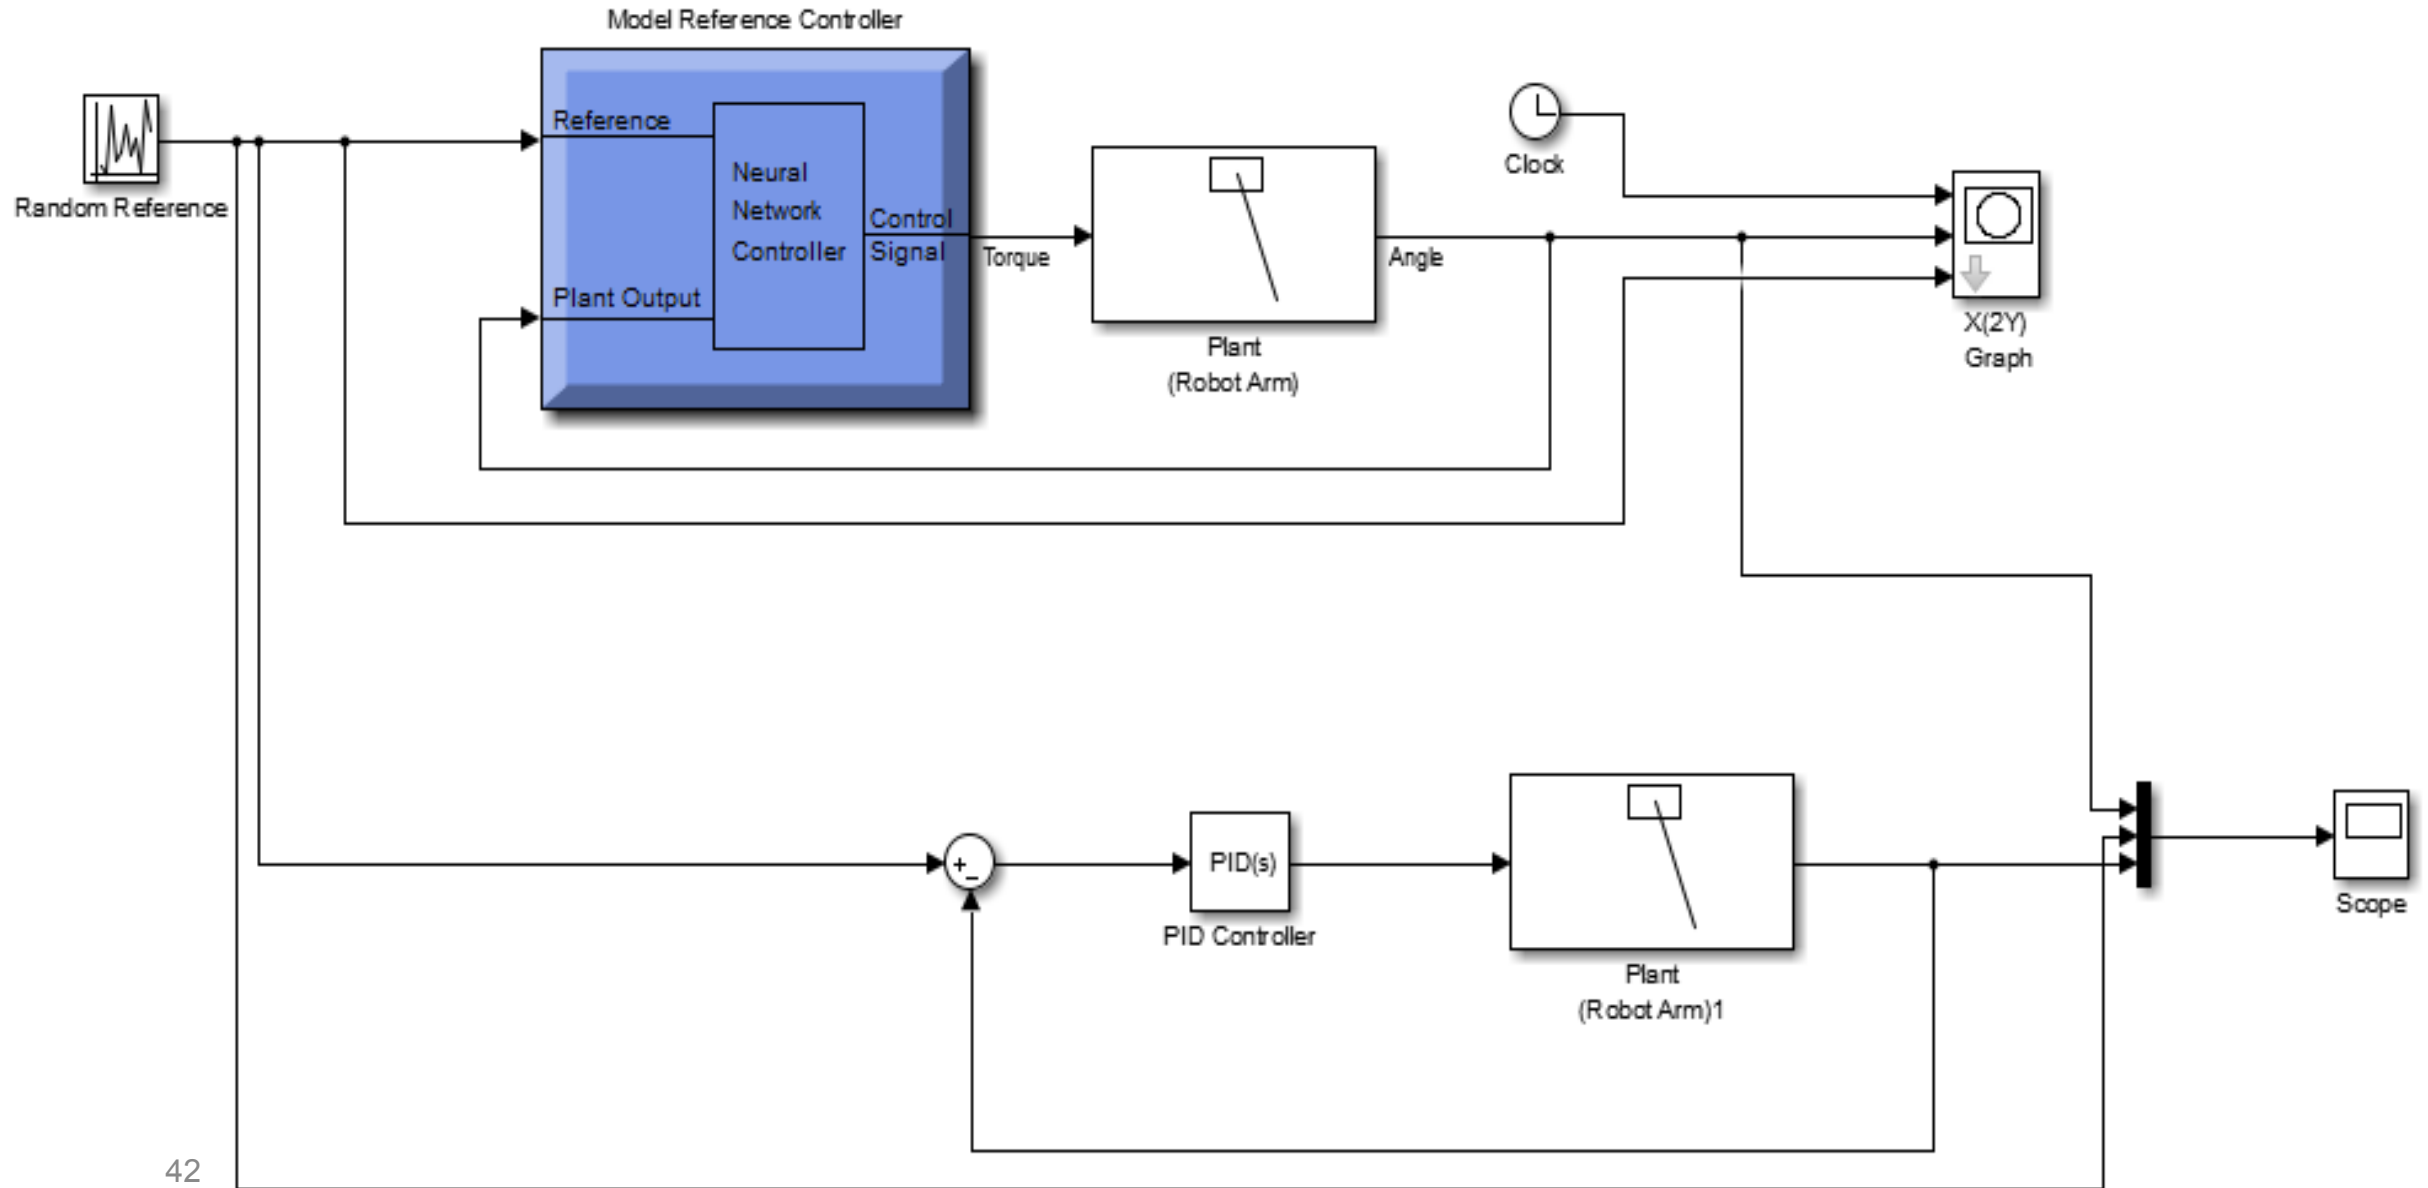 Model Reference Controller
Random Reference
Reference
Neural
Network
Controller
Control
Signal
Plant Output
Torque
Plant
(Robot Arm)
Angle
Clock
X(2Y)
Graph
+
−
PID(s)
PID Controller
Plant
(Robot Arm)1
Scope
42